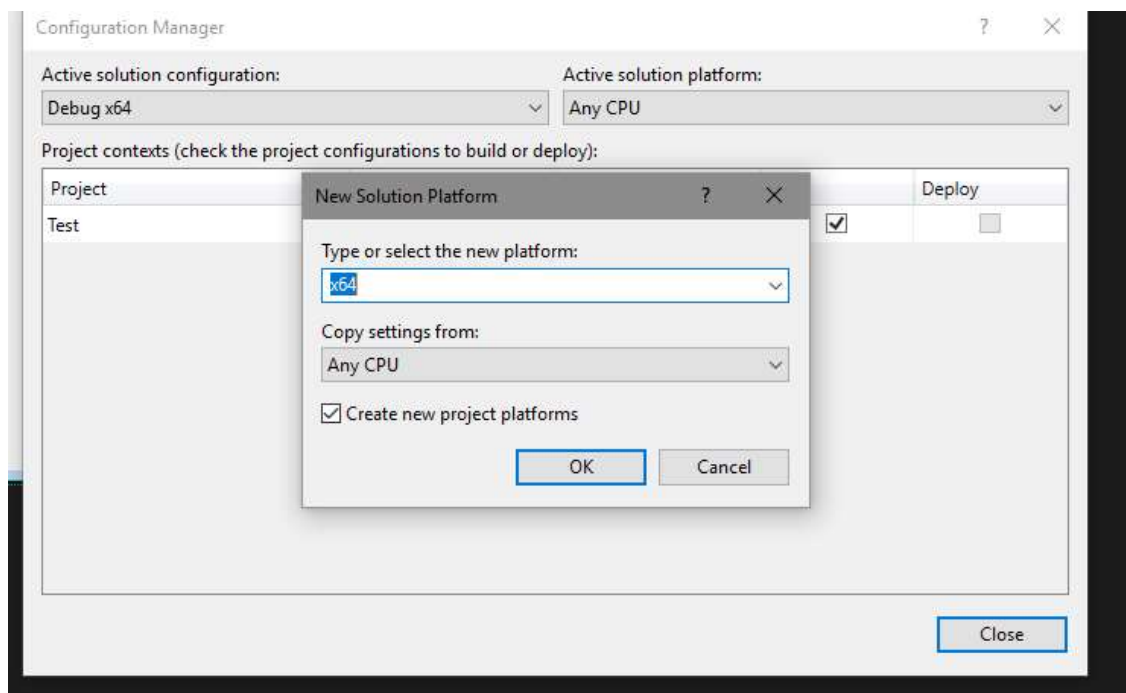 Configuration Manager
Active solution configuration: Active solution platform:
Debug x64 Any CPU
Project contexts (check the project configurations to build or deploy):
Project Deploy
Test
New Solution Platform
Type or select the new platform:
x64
Copy settings from:
Any CPU
Create new project platforms
OK Cancel
Close